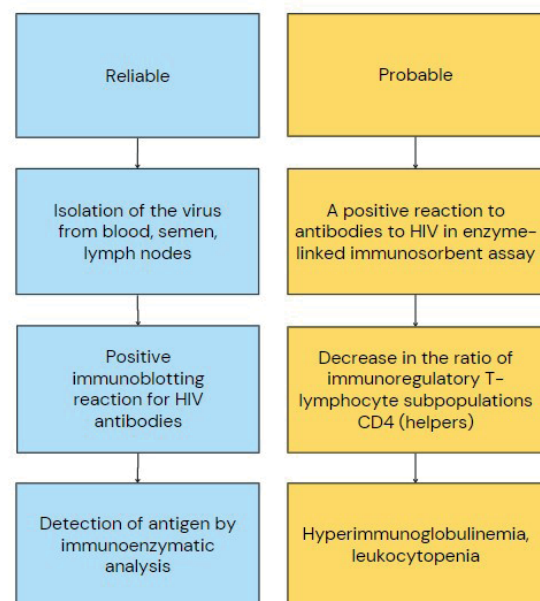 Reliable
Isolation of the virus
from blood, semen,
lymph nodes
Positive
immunoblotting
reaction for HIV
antibodies
Detection of antigen by
immunoenzymatic
analysis
Probable
A positive reaction to
antibodies to HIV in enzyme-
linked immunosorbent assay
Decrease in the ratio of
immunoregulatory T-
lymphocyte subpopulations
CD4 (helpers)
Hyperimmunoglobulinemia,
leukocytopenia